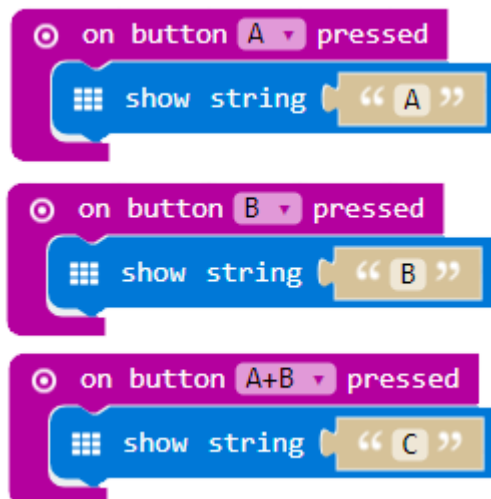 on button A pressed
show string “ A ”
on button B pressed
show string “ B ”
on button A+B pressed
show string “ C ”